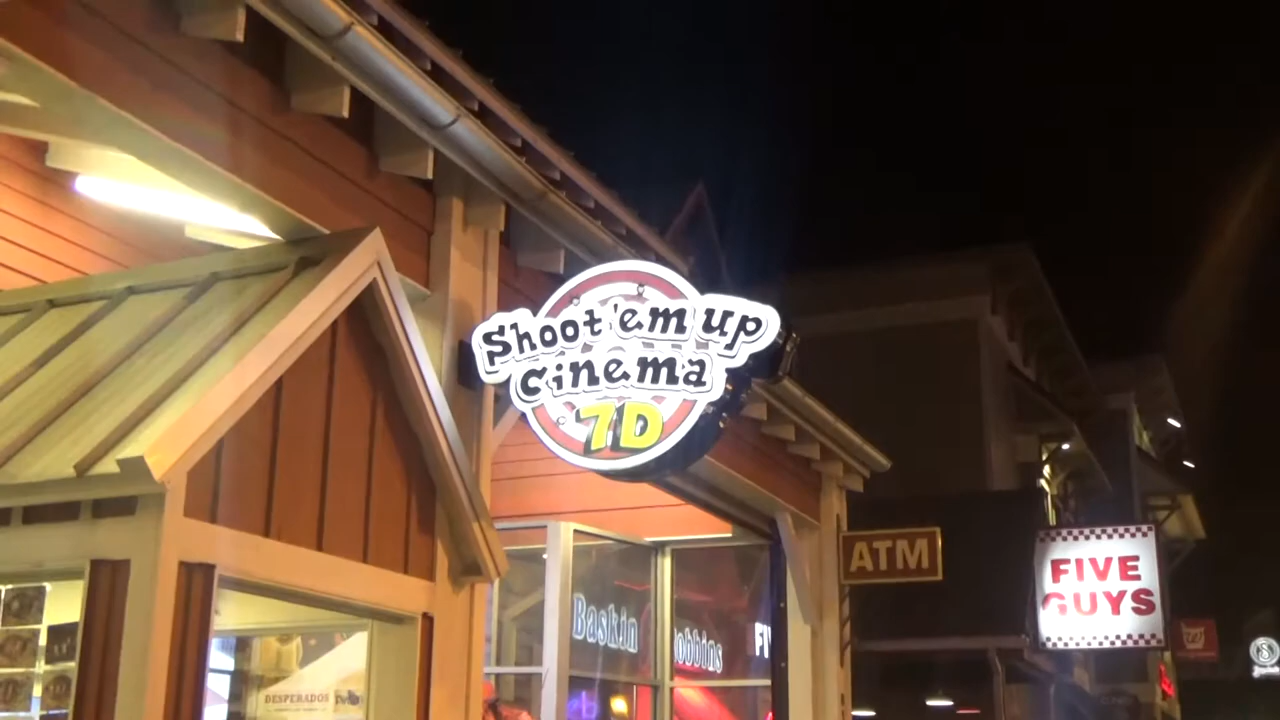 Shoot 'em up
Cinema
7D
ATM
FIVE
GUYS
Baskin Robbins
DESPERADOS